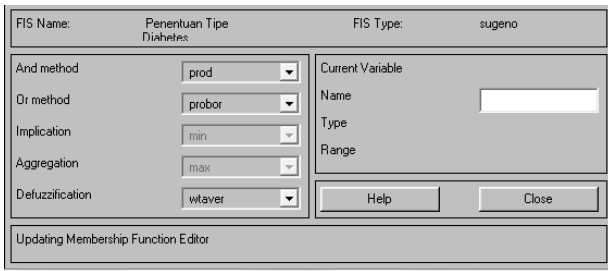 FIS Name: Penentuan Tipe Diabetes FIS Type: sugeno
And method prod
Or method probor
Implication min
Aggregation max
Defuzzification wtaver
Current Variable
Name
Type
Range
Help Close
Updating Membership Function Editor